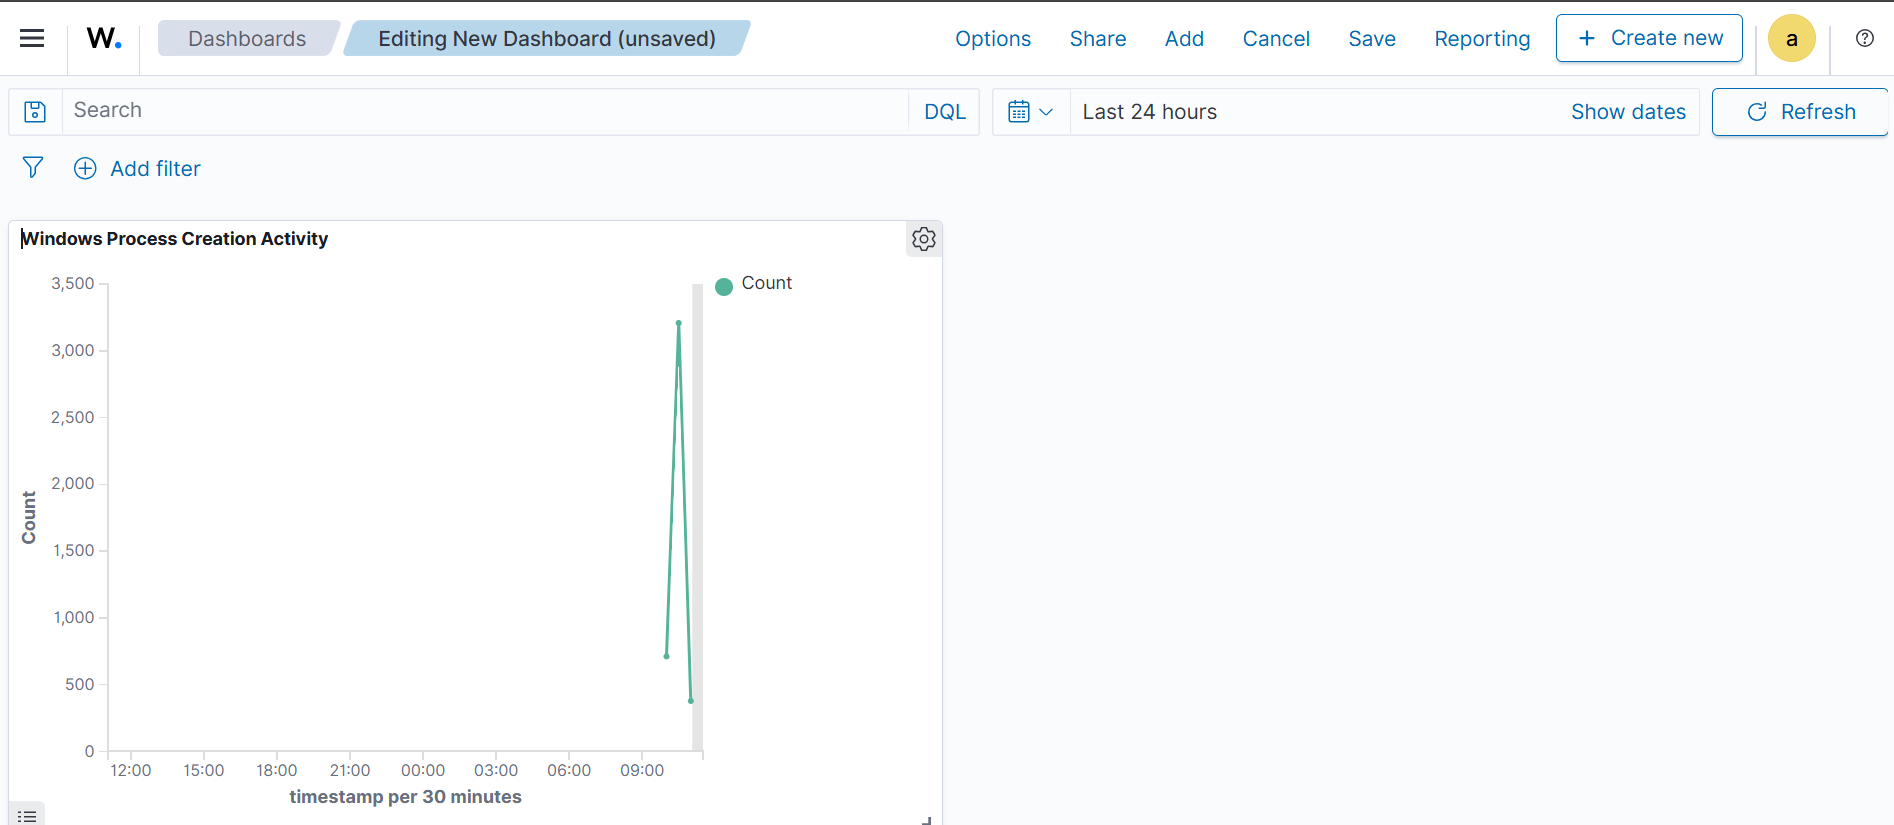 W.
Dashboards
Editing New Dashboard (unsaved)
Options
Share
Add
Cancel
Save
Reporting
+ Create new
a
?
Search
DQL
Last 24 hours
Show dates
Refresh
Add filter
Windows Process Creation Activity
3,500
3,000
2,500
2,000
1,500
1,000
500
0
Count
Count
12:00
15:00
18:00
21:00
00:00
03:00
06:00
09:00
timestamp per 30 minutes